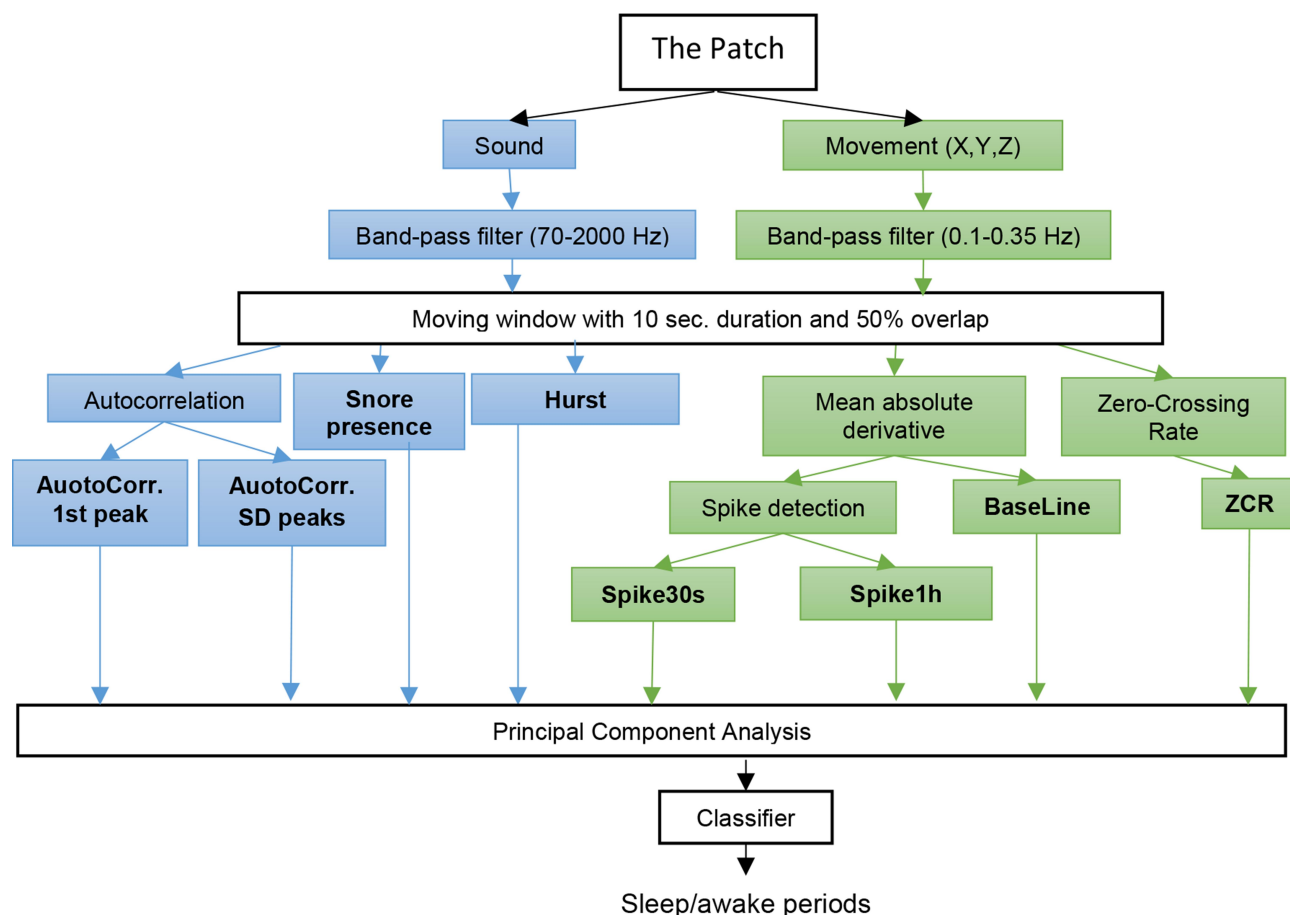 The Patch
Sound
Movement (X,Y,Z)
Band-pass filter (70-2000 Hz)
Band-pass filter (0.1-0.35 Hz)
Moving window with 10 sec. duration and 50% overlap
Autocorrelation
Snore
presence
Hurst
Mean absolute
derivative
Zero-Crossing
Rate
AuotoCorr.
1st peak
AuotoCorr.
SD peaks
Spike detection
BaseLine
ZCR
Spike30s
Spike1h
Principal Component Analysis
Classifier
Sleep/awake periods